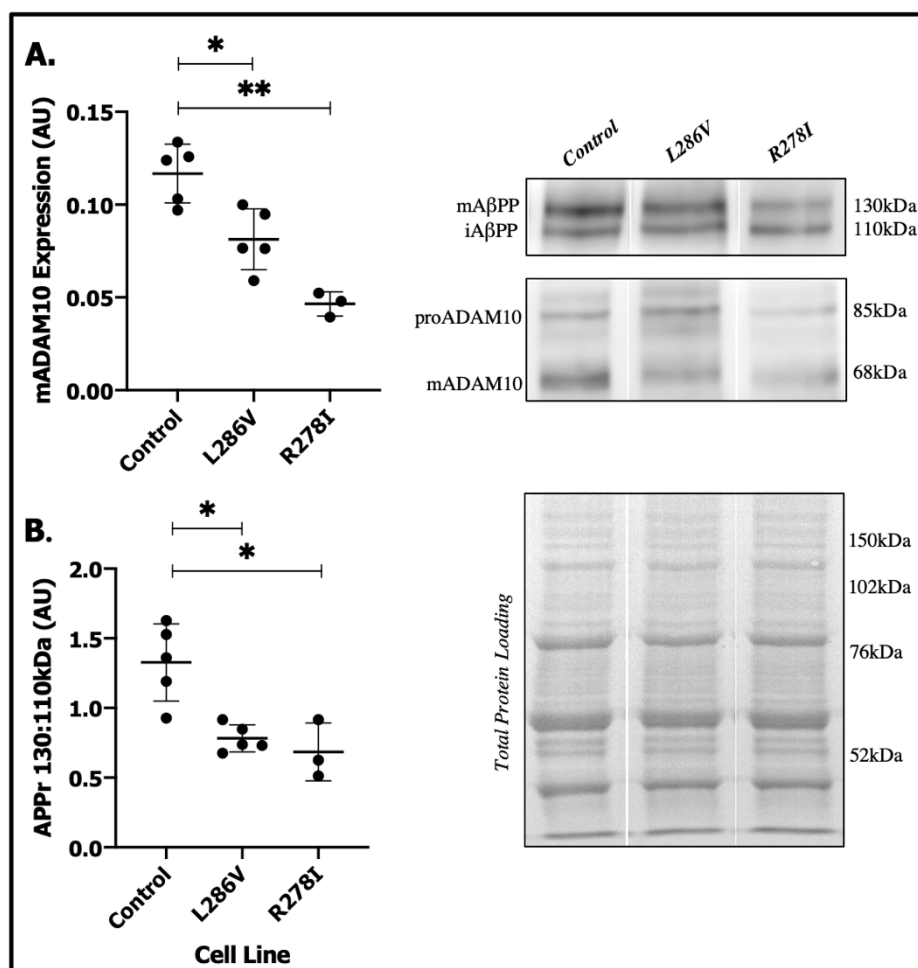 A.
*
**
mADAM10 Expression (AU)
0.15
0.10
0.05
0.00
Control
L286V
R278I
B.
*
*
APPr 130:110kDa (AU)
2.0
1.5
1.0
0.5
0.0
Control
L286V
R278I
Cell Line
Control
L286V
R278I
mAβPP
130kDa
iAβPP
110kDa
proADAM10
85kDa
mADAM10
68kDa
Total Protein Loading
150kDa
102kDa
76kDa
52kDa